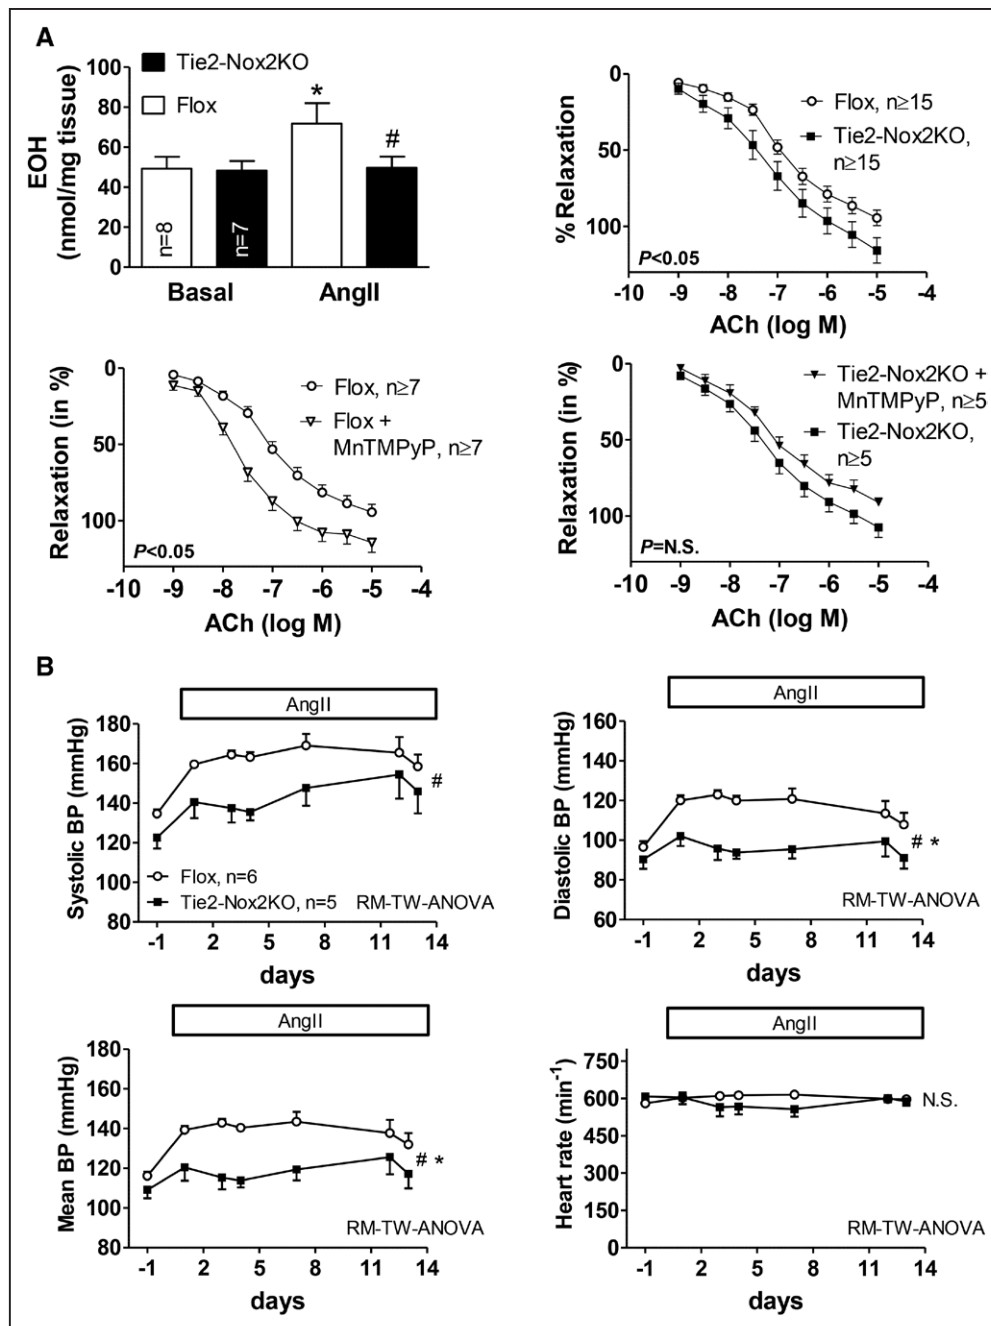 A
Tie2-Nox2KO
Flox
EOH
(nmol/mg tissue)
100
80
60
40
20
0
*
#
n=8
n=7
Basal
AngII
% Relaxation
0
50
100
Flox, n≥15
Tie2-Nox2KO,
n≥15
P<0.05
-10 -9 -8 -7 -6 -5 -4
ACh (log M)
Relaxation (in %)
0
50
100
Flox, n≥7
Flox +
MnTMPyP, n≥7
P<0.05
-10 -9 -8 -7 -6 -5 -4
ACh (log M)
Relaxation (in %)
0
50
100
Tie2-Nox2KO +
MnTMPyP, n≥5
Tie2-Nox2KO,
n≥5
P=N.S.
-10 -9 -8 -7 -6 -5 -4
ACh (log M)
B
AngII
Systolic BP (mmHg)
180
160
140
120
100
80
#
Flox, n=6
Tie2-Nox2KO, n=5
RM-TW-ANOVA
-1 2 5 8 11 14
days
AngII
Diastolic BP (mmHg)
160
140
120
100
80
60
# *
RM-TW-ANOVA
-1 2 5 8 11 14
days
AngII
Mean BP (mmHg)
180
160
140
120
100
80
# *
RM-TW-ANOVA
-1 2 5 8 11 14
days
AngII
Heart rate (min⁻¹)
750
600
450
300
150
0
N.S.
RM-TW-ANOVA
-1 2 5 8 11 14
days